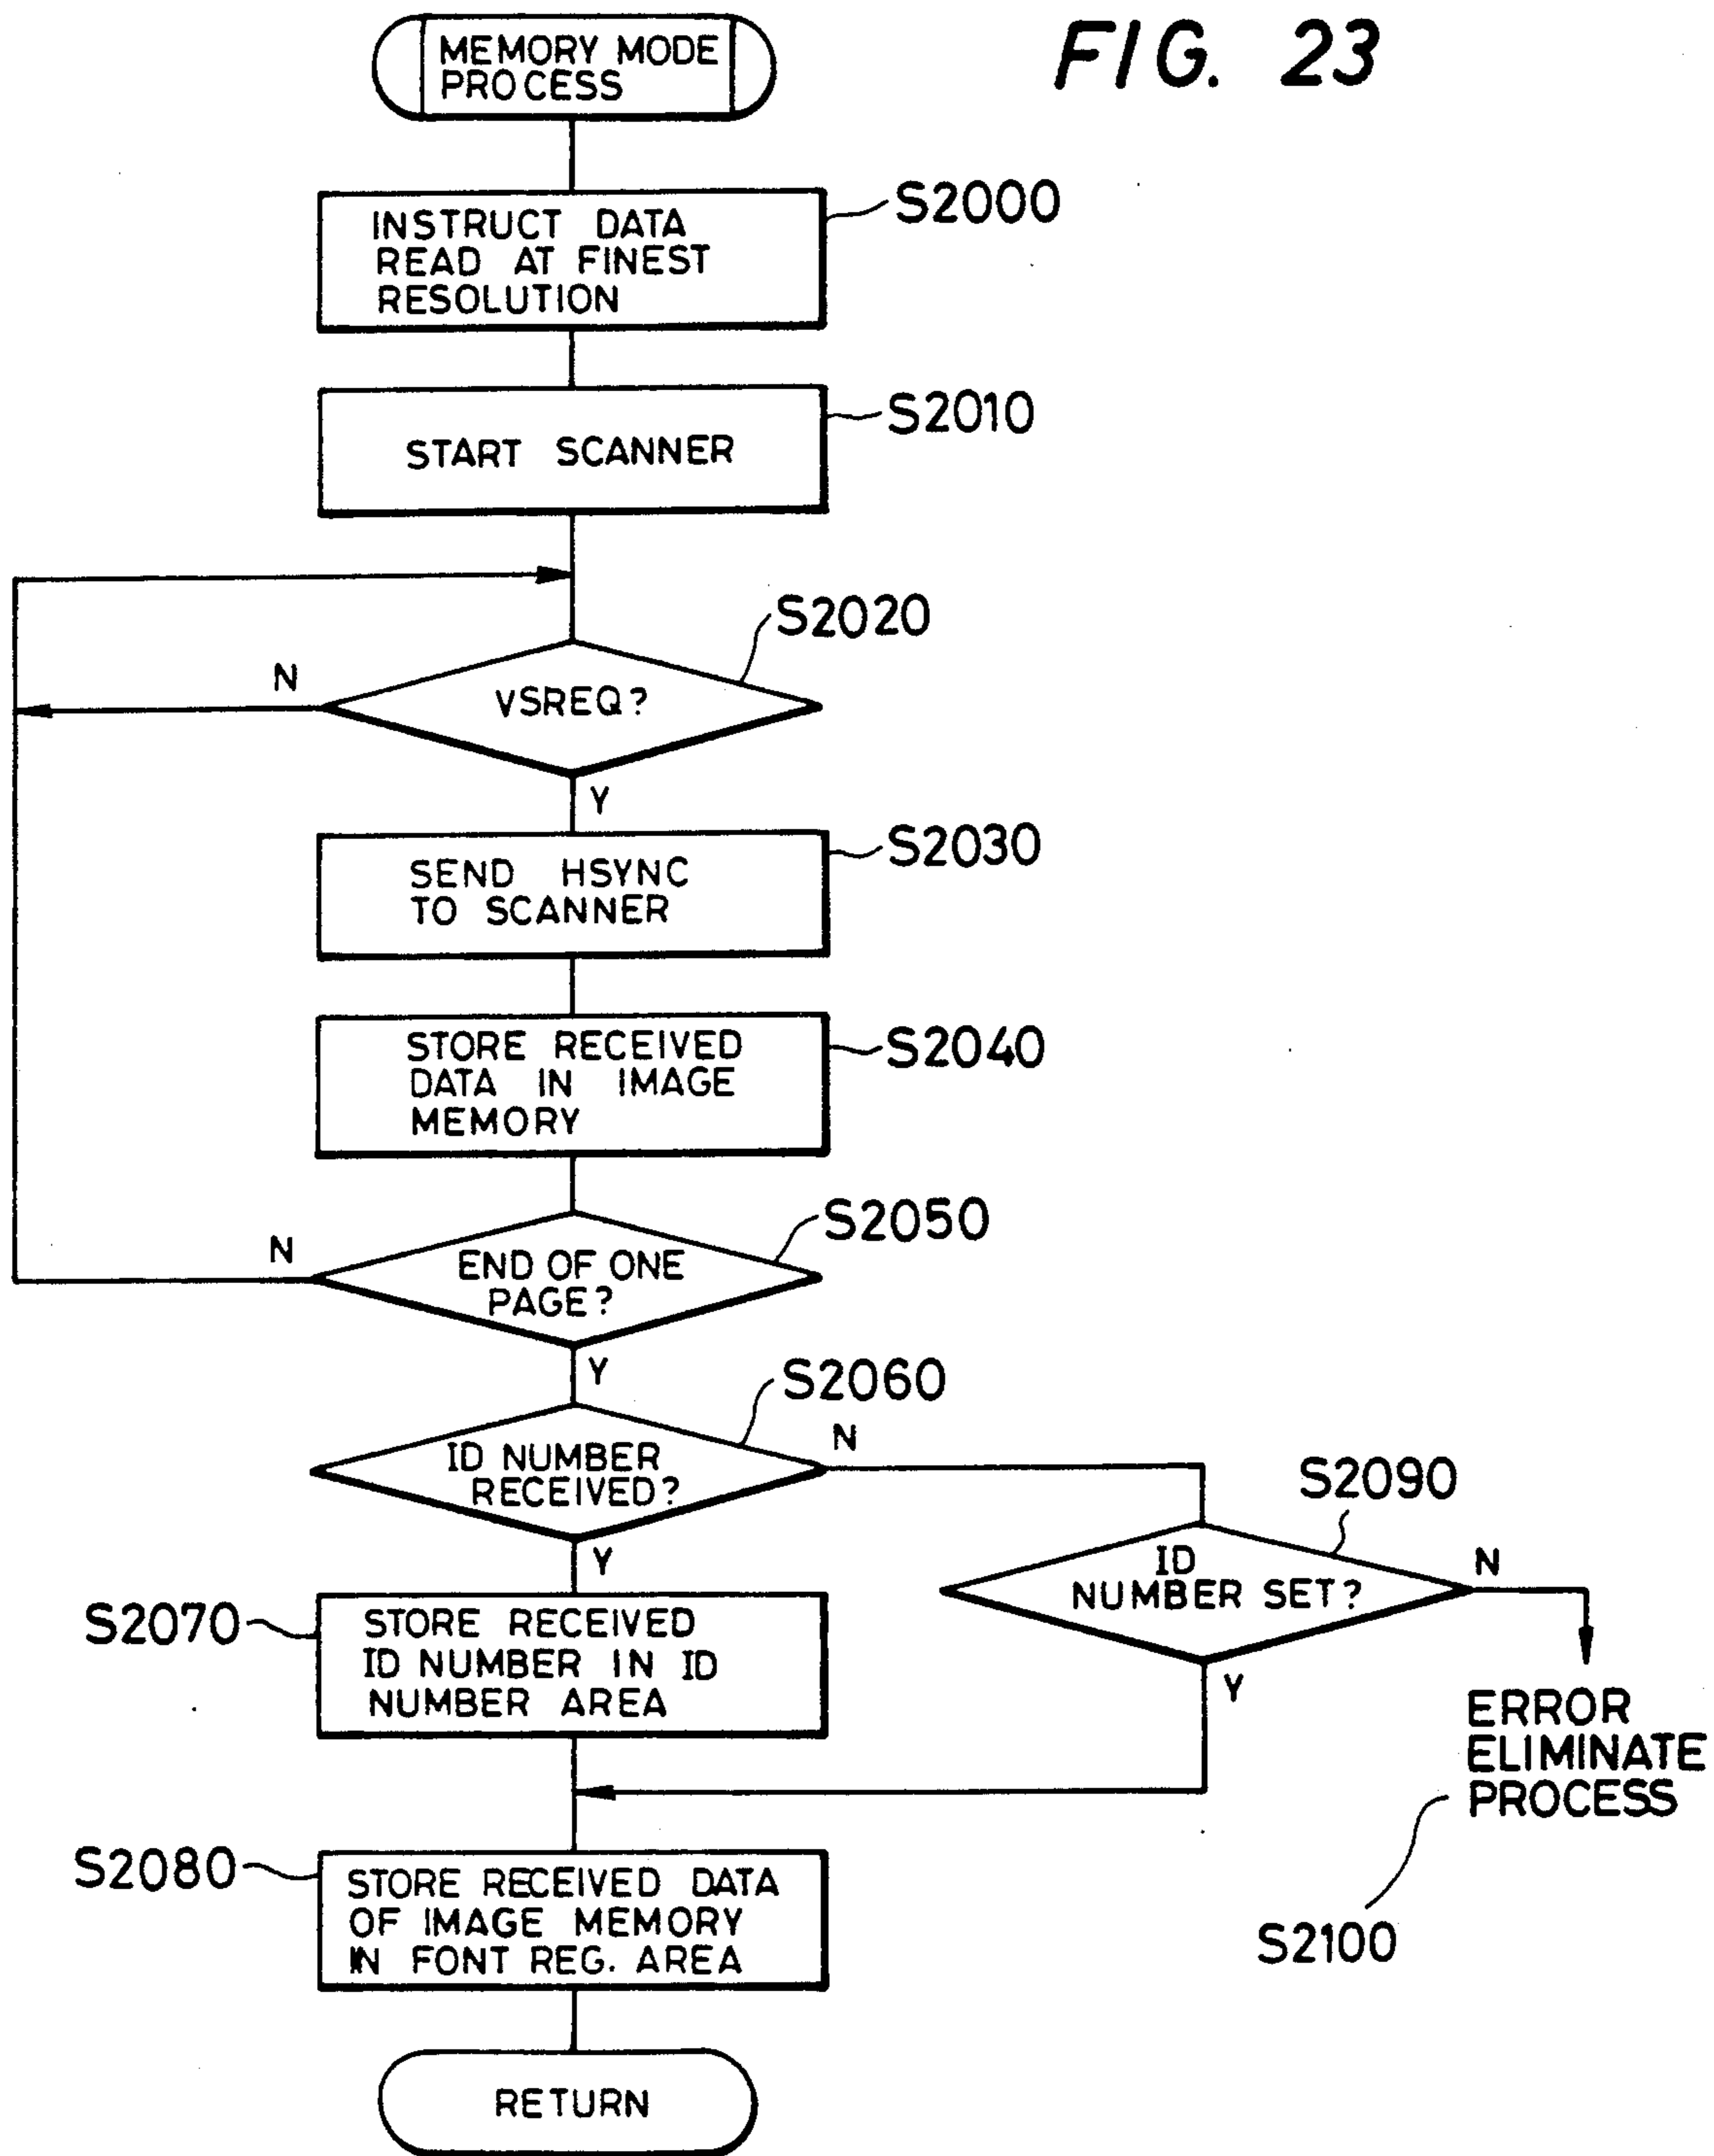 FIG. 23
MEMORY MODE
PROCESS
S2000
INSTRUCT DATA
READ AT FINEST
RESOLUTION
S2010
START SCANNER
S2020
N
VSREQ?
Y
S2030
SEND HSYNC
TO SCANNER
S2040
STORE RECEIVED
DATA IN IMAGE
MEMORY
S2050
N
END OF ONE
PAGE?
Y
S2060
N
ID NUMBER
RECEIVED?
Y
S2090
ID
NUMBER SET?
N
Y
S2070
STORE RECEIVED
ID NUMBER IN ID
NUMBER AREA
ERROR
ELIMINATE
PROCESS
S2100
S2080
STORE RECEIVED DATA
OF IMAGE MEMORY
IN FONT REG. AREA
RETURN